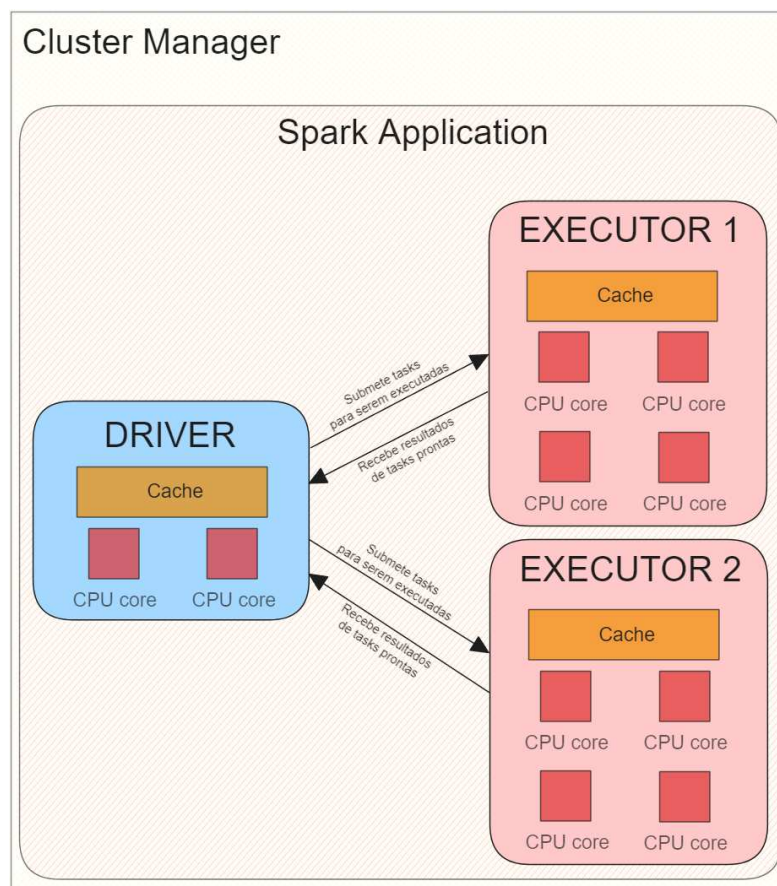 Cluster Manager
Spark Application
EXECUTOR 1
Cache
CPU core
CPU core
CPU core
CPU core
Submete tasks
para serem executadas
Recebe resultados
de tasks prontas
DRIVER
Cache
CPU core
CPU core
Submete tasks
para serem executadas
Recebe resultados
de tasks prontas
EXECUTOR 2
Cache
CPU core
CPU core
CPU core
CPU core